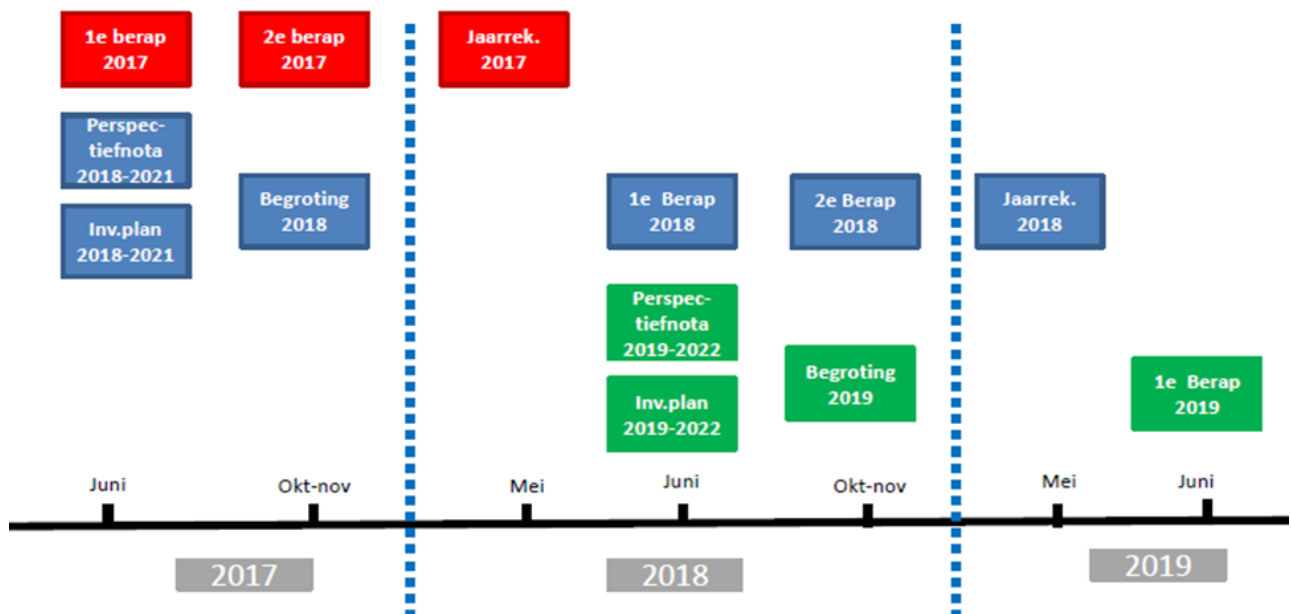 1e berap
2017
2e berap
2017
Jaarrek.
2017
Perspec-
tiefnota
2018-2021
Inv.plan
2018-2021
Begroting
2018
1e Berap
2018
2e Berap
2018
Jaarrek.
2018
Perspec-
tiefnota
2019-2022
Inv.plan
2019-2022
Begroting
2019
1e Berap
2019
Juni
Okt-nov
Mei
Juni
Okt-nov
Mei
Juni
2017
2018
2019